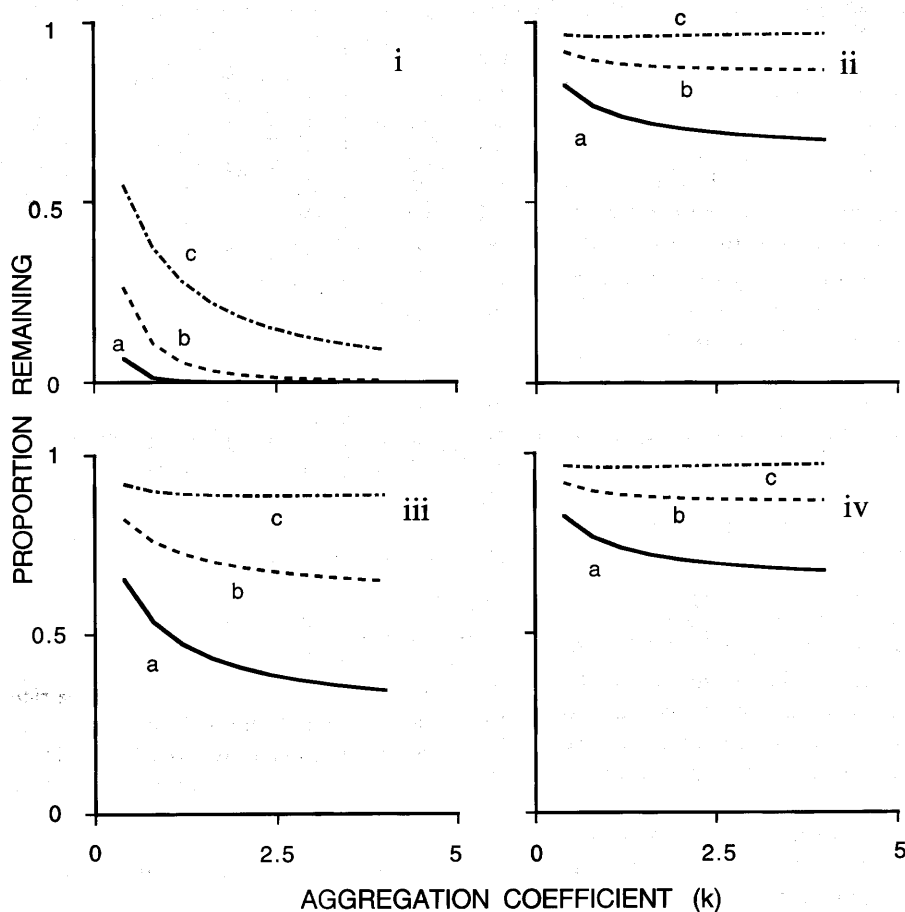 1
i
c
ii
b
a
0.5
c
b
a
0
PROPORTION REMAINING
1
iii
c
b
0.5
a
0
c
iv
b
a
0
2.5
5
0
2.5
5
AGGREGATION COEFFICIENT (k)